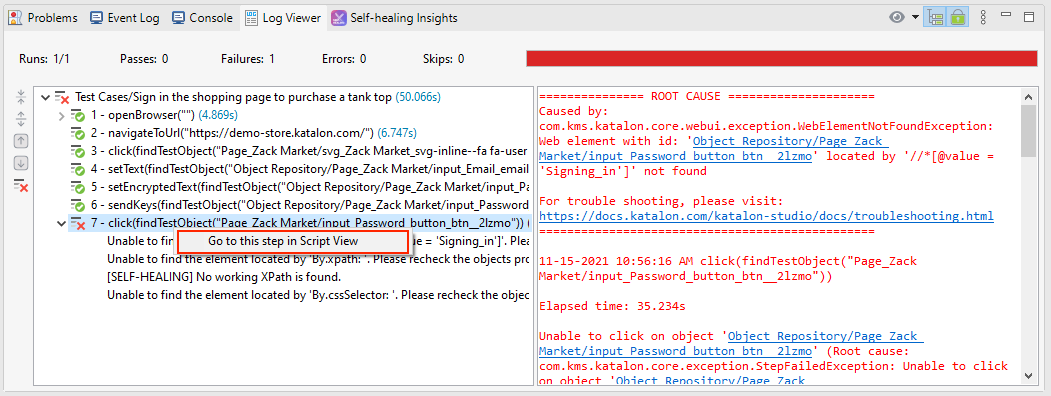 Problems Event Log Console Log Viewer Self-healing Insights
Runs: 1/1 Passes: 0 Failures: 1 Errors: 0 Skips: 0
Test Cases/Sign in the shopping page to purchase a tank top (50.066s)
1 - openBrowser("") (4.869s)
2 - navigateToUrl("https://demo-store.katalon.com/") (6.747s)
3 - click(findTestObject("Page_Zack Market/svg_Zack Market_svg-inline--fa fa-user
4 - setText(findTestObject("Object Repository/Page_Zack Market/input_Email_email
5 - setEncryptedText(findTestObject("Object Repository/Page_Zack Market/input_Pa
6 - sendKeys(findTestObject("Object Repository/Page_Zack Market/input_Password
7 - click(findTestObject("Page_Zack Market/input_Password_button_btn__2lzmo")) (
Unable to fin
Go to this step in Script View
ue = 'Signing_in']'. Plea
Unable to find the element located by 'By.xpath: '. Please recheck the objects pro
[SELF-HEALING] No working XPath is found.
Unable to find the element located by 'By.cssSelector: '. Please recheck the objec
=============== ROOT CAUSE =====================
Caused by:
com.kms.katalon.core.webui.exception.WebElementNotFoundException:
Web element with id: 'Object Repository/Page_Zack
Market/input_Password_button_btn__2lzmo' located by '//*[@value =
'Signing_in']' not found
For trouble shooting, please visit:
https://docs.katalon.com/katalon-studio/docs/troubleshooting.html
================================================
11-15-2021 10:56:16 AM click(findTestObject("Page_Zack
Market/input_Password_button_btn__2lzmo"))
Elapsed time: 35.234s
Unable to click on object 'Object Repository/Page_Zack
Market/input_Password_button_btn__2lzmo' (Root cause:
com.kms.katalon.core.exception.StepFailedException: Unable to click
on object 'Object Repository/Page_Zack